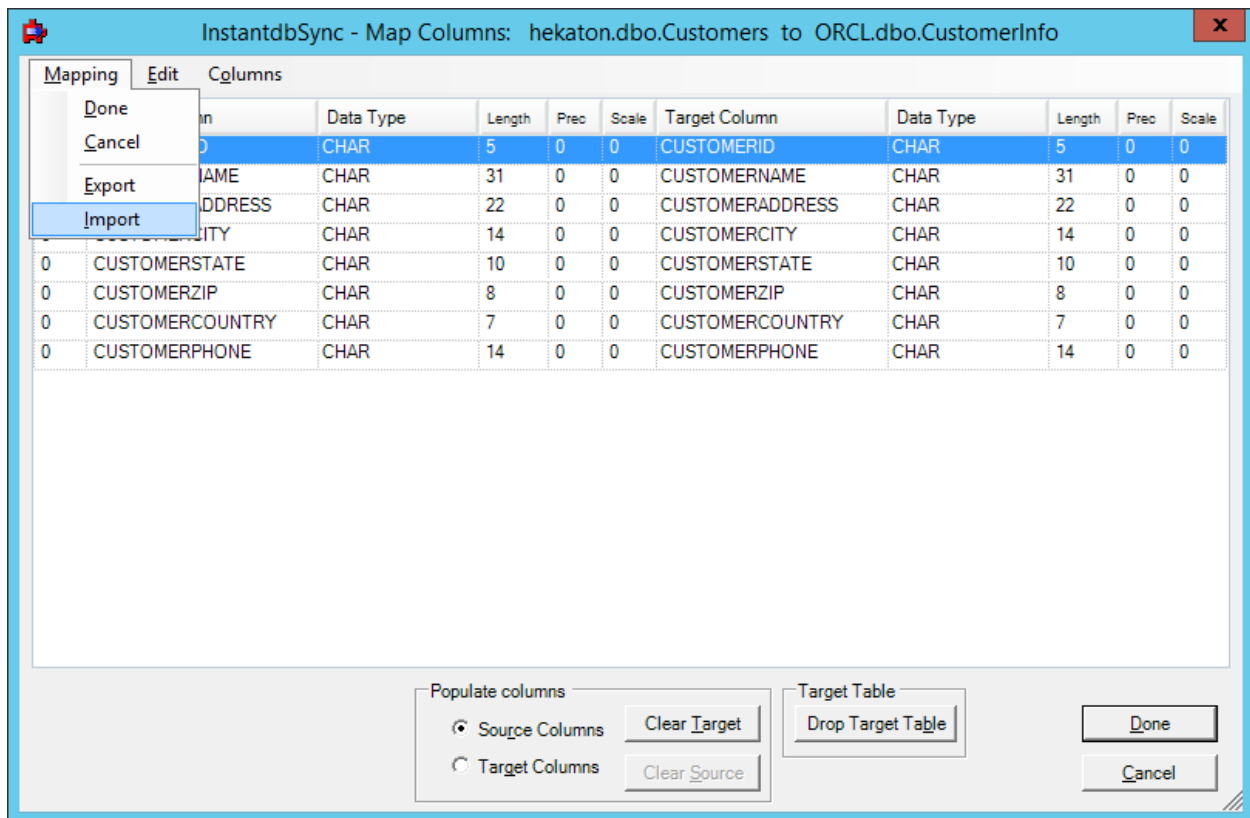 InstantdbSync - Map Columns: hekaton.dbo.Customers to ORCL.dbo.CustomerInfo x
Mapping Edit Columns
Done
Cancel
Export
Import
Data Type Length Prec Scale Target Column Data Type Length Prec Scale
CHAR 5 0 0 CUSTOMERID CHAR 5 0 0
CHAR 31 0 0 CUSTOMERNAME CHAR 31 0 0
CHAR 22 0 0 CUSTOMERADDRESS CHAR 22 0 0
CHAR 14 0 0 CUSTOMERCITY CHAR 14 0 0
0 CUSTOMERSTATE CHAR 10 0 0 CUSTOMERSTATE CHAR 10 0 0
0 CUSTOMERZIP CHAR 8 0 0 CUSTOMERZIP CHAR 8 0 0
0 CUSTOMERCOUNTRY CHAR 7 0 0 CUSTOMERCOUNTRY CHAR 7 0 0
0 CUSTOMERPHONE CHAR 14 0 0 CUSTOMERPHONE CHAR 14 0 0
Populate columns
Source Columns Clear Target
Target Columns Clear Source
Target Table
Drop Target Table
Done
Cancel